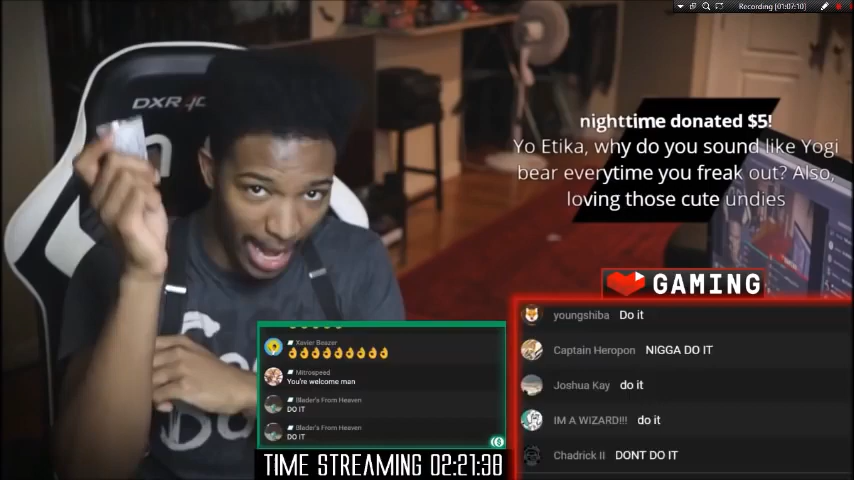 Recording [01:07:10]
DXR
nighttime donated $5!
Yo Etika, why do you sound like Yogi
bear everytime you freak out? Also,
loving those cute undies
GAMING
Xavier Beszer
👌👌👌👌👌👌👌👌👌
Mitrospeed
You're welcome man
Blader's From Heaven
DO IT
Blader's From Heaven
DO IT
TIME STREAMING 02:21:38
youngshiba Do it
Captain Heropon NIGGA DO IT
Joshua Kay do it
IM A WIZARD!!! do it
Chadrick II DONT DO IT